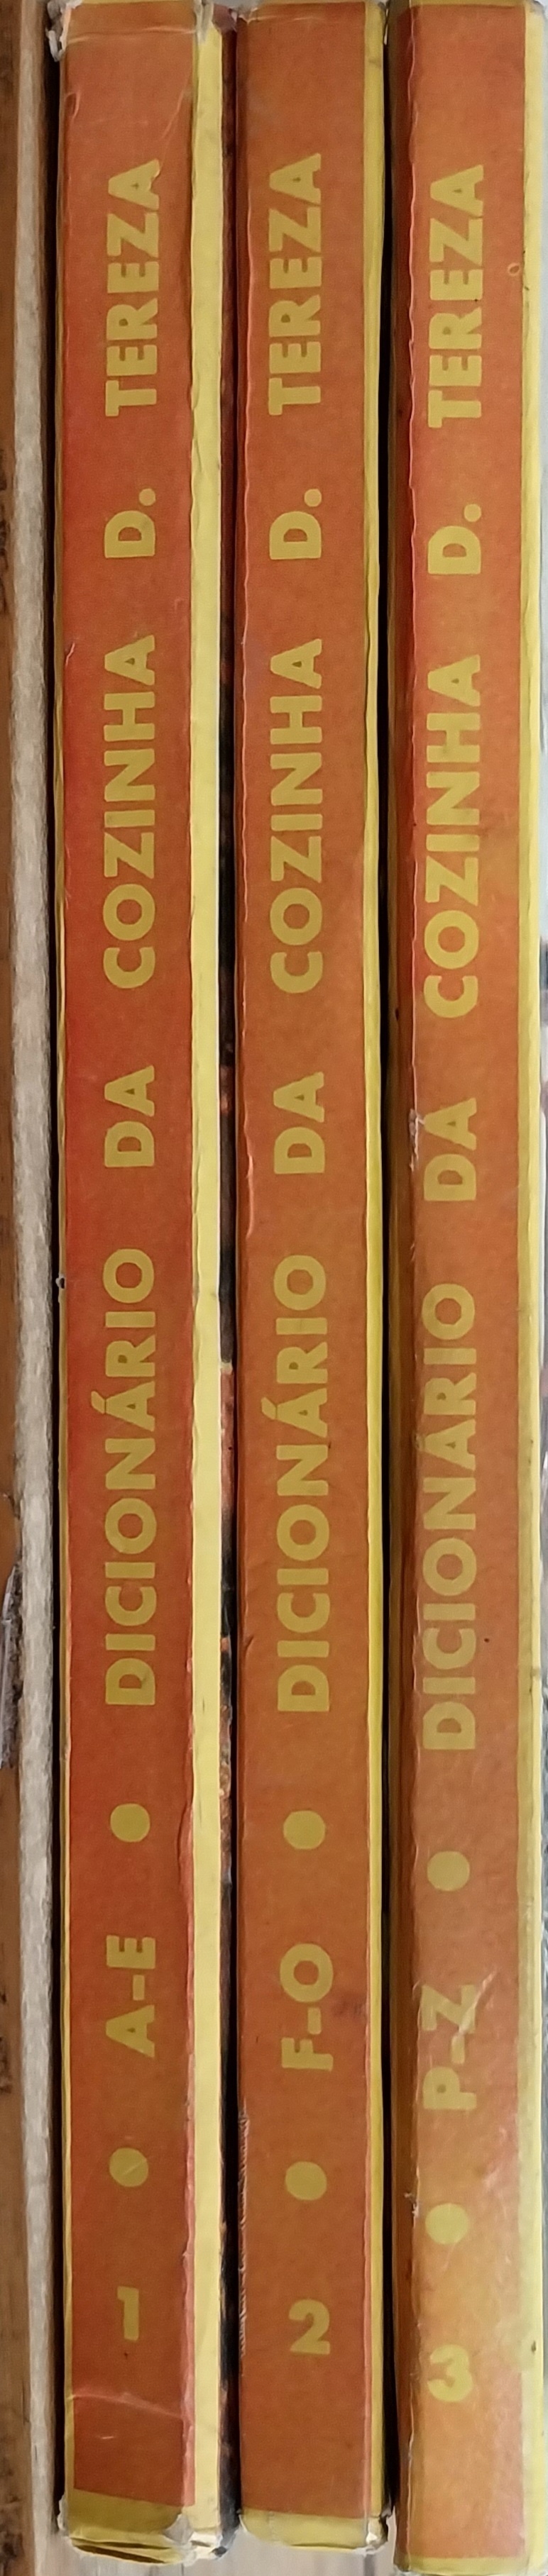 1 • A-E • DICIONÁRIO DA COZINHA D. TEREZA
2 • F-O • DICIONÁRIO DA COZINHA D. TEREZA
3 • P-Z • DICIONÁRIO DA COZINHA D. TEREZA